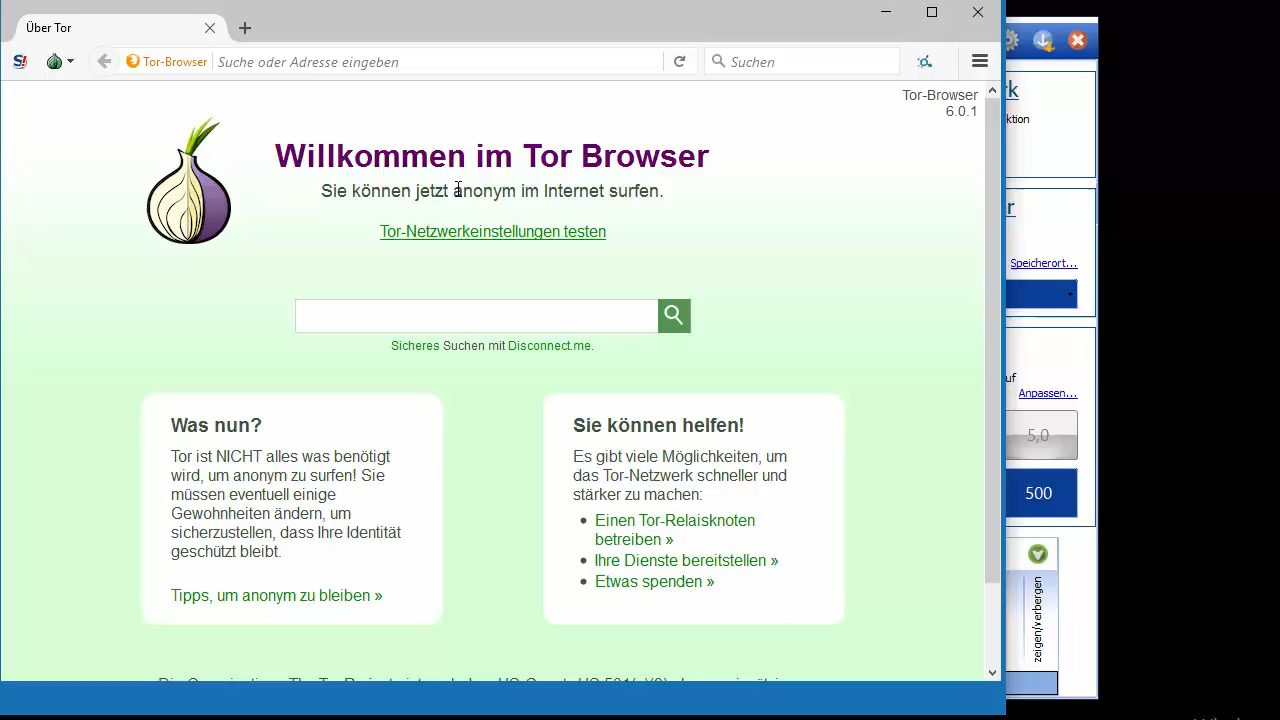 Über Tor
Tor-Browser
Suche oder Adresse eingeben
Suchen
Tor-Browser
6.0.1
Willkommen im Tor Browser
Sie können jetzt anonym im Internet surfen.
Tor-Netzwerkeinstellungen testen
Sicheres Suchen mit Disconnect.me.
Was nun?
Tor ist NICHT alles was benötigt
wird, um anonym zu surfen! Sie
müssen eventuell einige
Gewohnheiten ändern, um
sicherzustellen, dass Ihre Identität
geschützt bleibt.
Tipps, um anonym zu bleiben »
Sie können helfen!
Es gibt viele Möglichkeiten, um
das Tor-Netzwerk schneller und
stärker zu machen:
• Einen Tor-Relaisknoten
betreiben »
• Ihre Dienste bereitstellen »
• Etwas spenden »
rk
ktion
r
Speicherort...
uf
Anpassen...
5,0
500
zeigen/verbergen